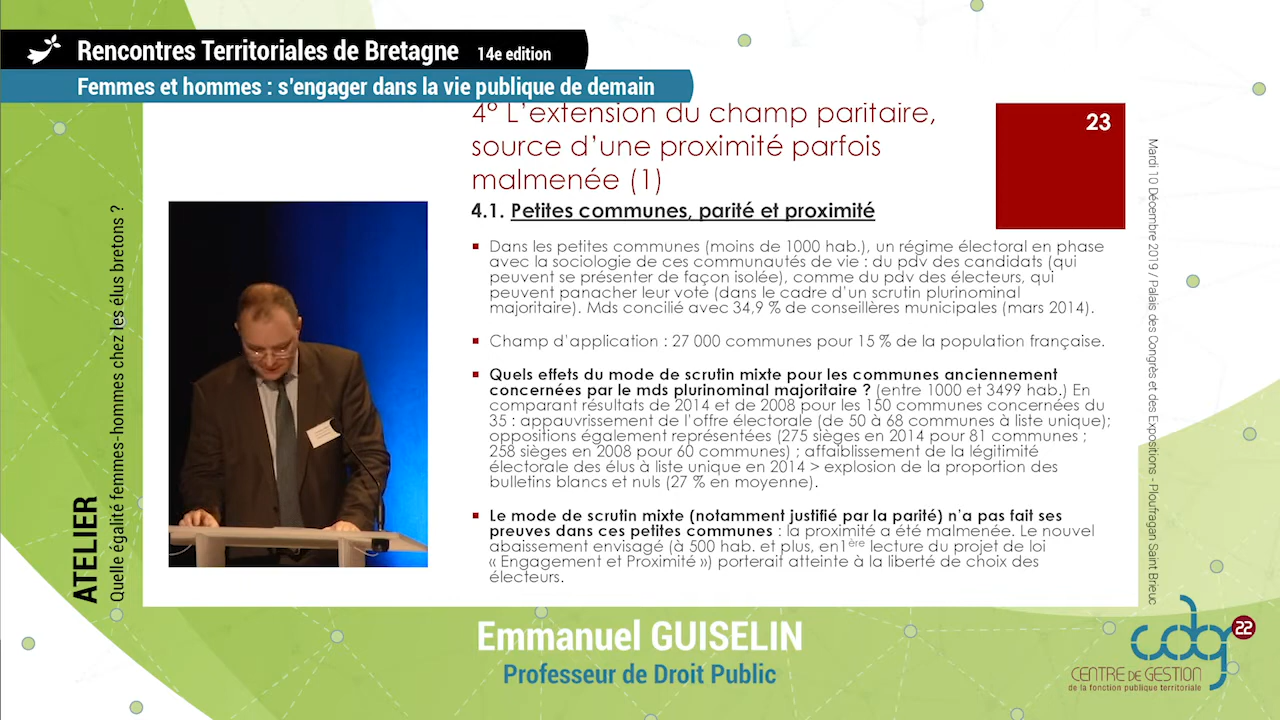 Rencontres Territoriales de Bretagne 14e edition
Femmes et hommes : s'engager dans la vie publique de demain
4° L'extension du champ paritaire,
source d'une proximité parfois
malmenée (1)
23
4.1. Petites communes, parité et proximité
Dans les petites communes (moins de 1000 hab.), un régime électoral en phase
avec la sociologie de ces communautés de vie : du pdv des candidats (qui
peuvent se présenter de façon isolée), comme du pdv des électeurs, qui
peuvent panacher leur vote (dans le cadre d'un scrutin plurinominal
majoritaire). Mds concilié avec 34,9 % de conseillères municipales (mars 2014).
Champ d'application : 27 000 communes pour 15 % de la population française.
Quels effets du mode de scrutin mixte pour les communes anciennement
concernées par le mds plurinominal majoritaire ? (entre 1000 et 3499 hab.) En
comparant résultats de 2014 et de 2008 pour les 150 communes concernées du
35 : appauvrissement de l'offre électorale (de 50 à 68 communes à liste unique);
oppositions également représentées (275 sièges en 2014 pour 81 communes ;
258 sièges en 2008 pour 60 communes) ; affaiblissement de la légitimité
électorale des élus à liste unique en 2014 > explosion de la proportion des
bulletins blancs et nuls (27 % en moyenne).
Le mode de scrutin mixte (notamment justifié par la parité) n'a pas fait ses
preuves dans ces petites communes : la proximité a été malmenée. Le nouvel
abaissement envisagé (à 500 hab. et plus, en1ère lecture du projet de loi
« Engagement et Proximité ») porterait atteinte à la liberté de choix des
électeurs.
ATELIER
Quelle égalité femmes-hommes chez les élus bretons ?
Mardi 10 Décembre 2019 / Palais des Congrès et des Expositions - Ploufragan Saint Brieuc
Emmanuel GUISELIN
Professeur de Droit Public
cdg 22
CENTRE DE GESTION
de la fonction publique territoriale